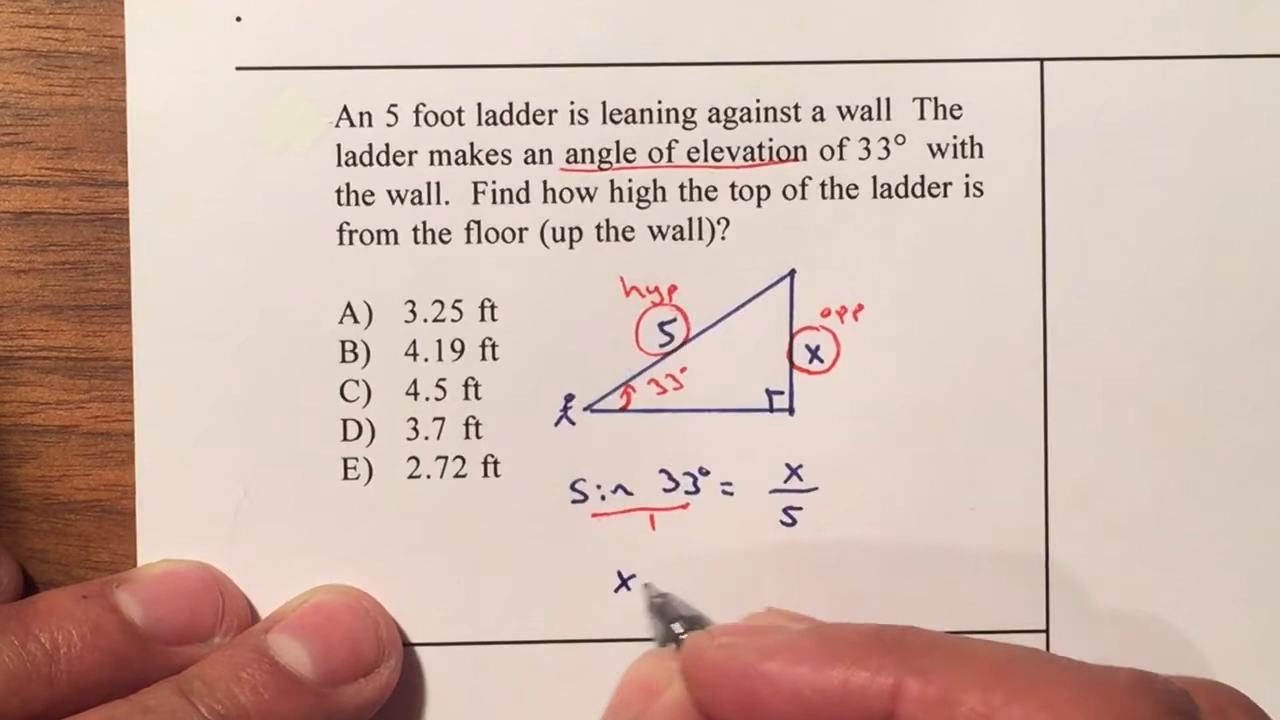 An 5 foot ladder is leaning against a wall The
ladder makes an angle of elevation of 33° with
the wall. Find how high the top of the ladder is
from the floor (up the wall)?
A) 3.25 ft
B) 4.19 ft
C) 4.5 ft
D) 3.7 ft
E) 2.72 ft
hyp
5
opp
x
33°
Sin 33° = x/5
1
x